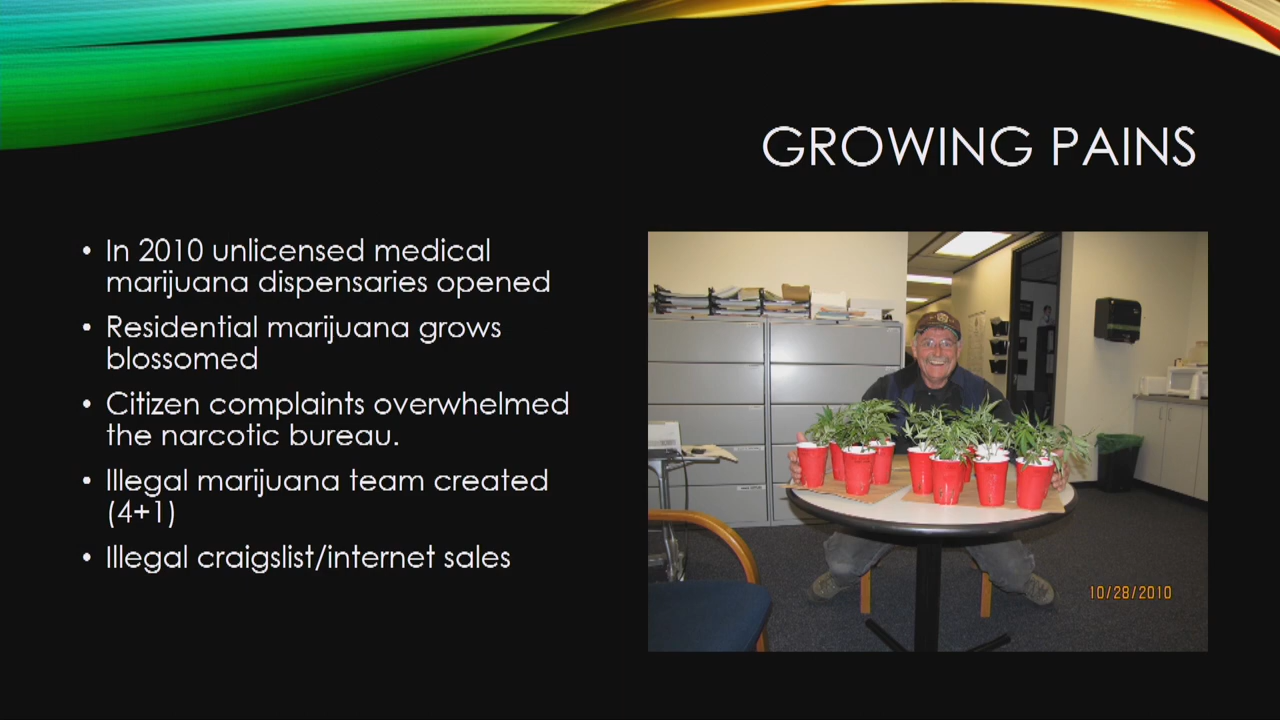 GROWING PAINS
• In 2010 unlicensed medical
marijuana dispensaries opened
• Residential marijuana grows
blossomed
• Citizen complaints overwhelmed
the narcotic bureau.
• Illegal marijuana team created
(4+1)
• Illegal craigslist/internet sales
10/28/2010